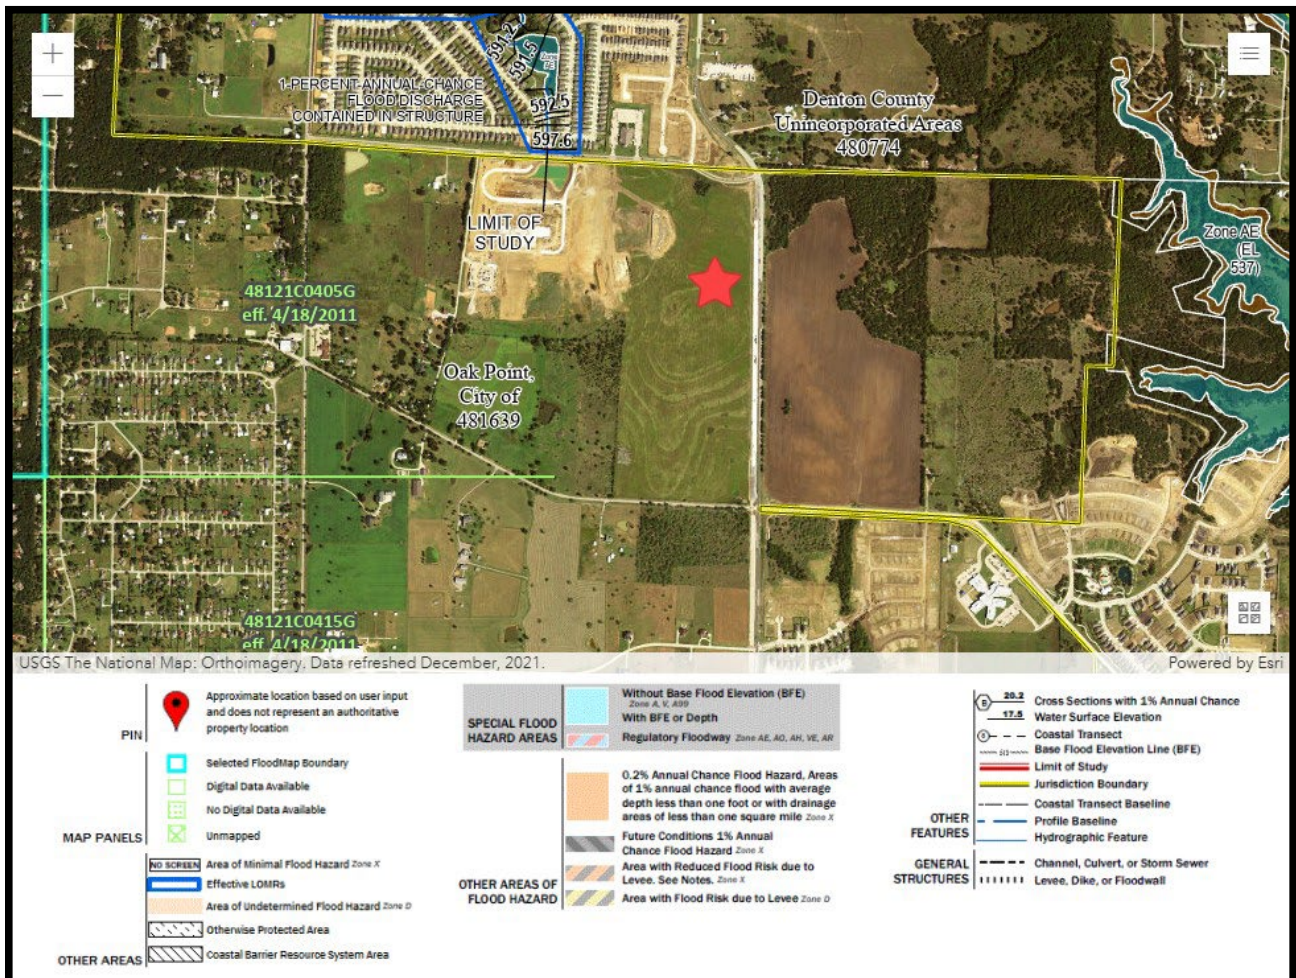 +
−
591.2
591.5
Zone
AE
1-PERCENT-ANNUAL-CHANCE
FLOOD DISCHARGE
CONTAINED IN STRUCTURE
592.5
597.6
Denton County
Unincorporated Areas
480774
LIMIT OF
STUDY
Zone AE
(EL
537)
48121C0405G
eff. 4/18/2011
Oak Point,
City of
481639
48121C0415G
eff. 4/18/2011
USGS The National Map: Orthoimagery. Data refreshed December, 2021.
Powered by Esri
PIN
Approximate location based on user input
and does not represent an authoritative
property location
MAP PANELS
Selected FloodMap Boundary
Digital Data Available
No Digital Data Available
Unmapped
OTHER AREAS
NO SCREEN Area of Minimal Flood Hazard Zone X
Effective LOMRs
Area of Undetermined Flood Hazard Zone D
Otherwise Protected Area
Coastal Barrier Resource System Area
SPECIAL FLOOD
HAZARD AREAS
Without Base Flood Elevation (BFE)
Zone A, V, A99
With BFE or Depth
Regulatory Floodway Zone AE, AO, AH, VE, AR
OTHER AREAS OF
FLOOD HAZARD
0.2% Annual Chance Flood Hazard, Areas
of 1% annual chance flood with average
depth less than one foot or with drainage
areas of less than one square mile Zone X
Future Conditions 1% Annual
Chance Flood Hazard Zone X
Area with Reduced Flood Risk due to
Levee. See Notes. Zone X
Area with Flood Risk due to Levee Zone D
OTHER
FEATURES
B 20.2 Cross Sections with 1% Annual Chance
17.5 Water Surface Elevation
8 Coastal Transect
513 Base Flood Elevation Line (BFE)
Limit of Study
Jurisdiction Boundary
Coastal Transect Baseline
Profile Baseline
Hydrographic Feature
GENERAL
STRUCTURES
Channel, Culvert, or Storm Sewer
Levee, Dike, or Floodwall